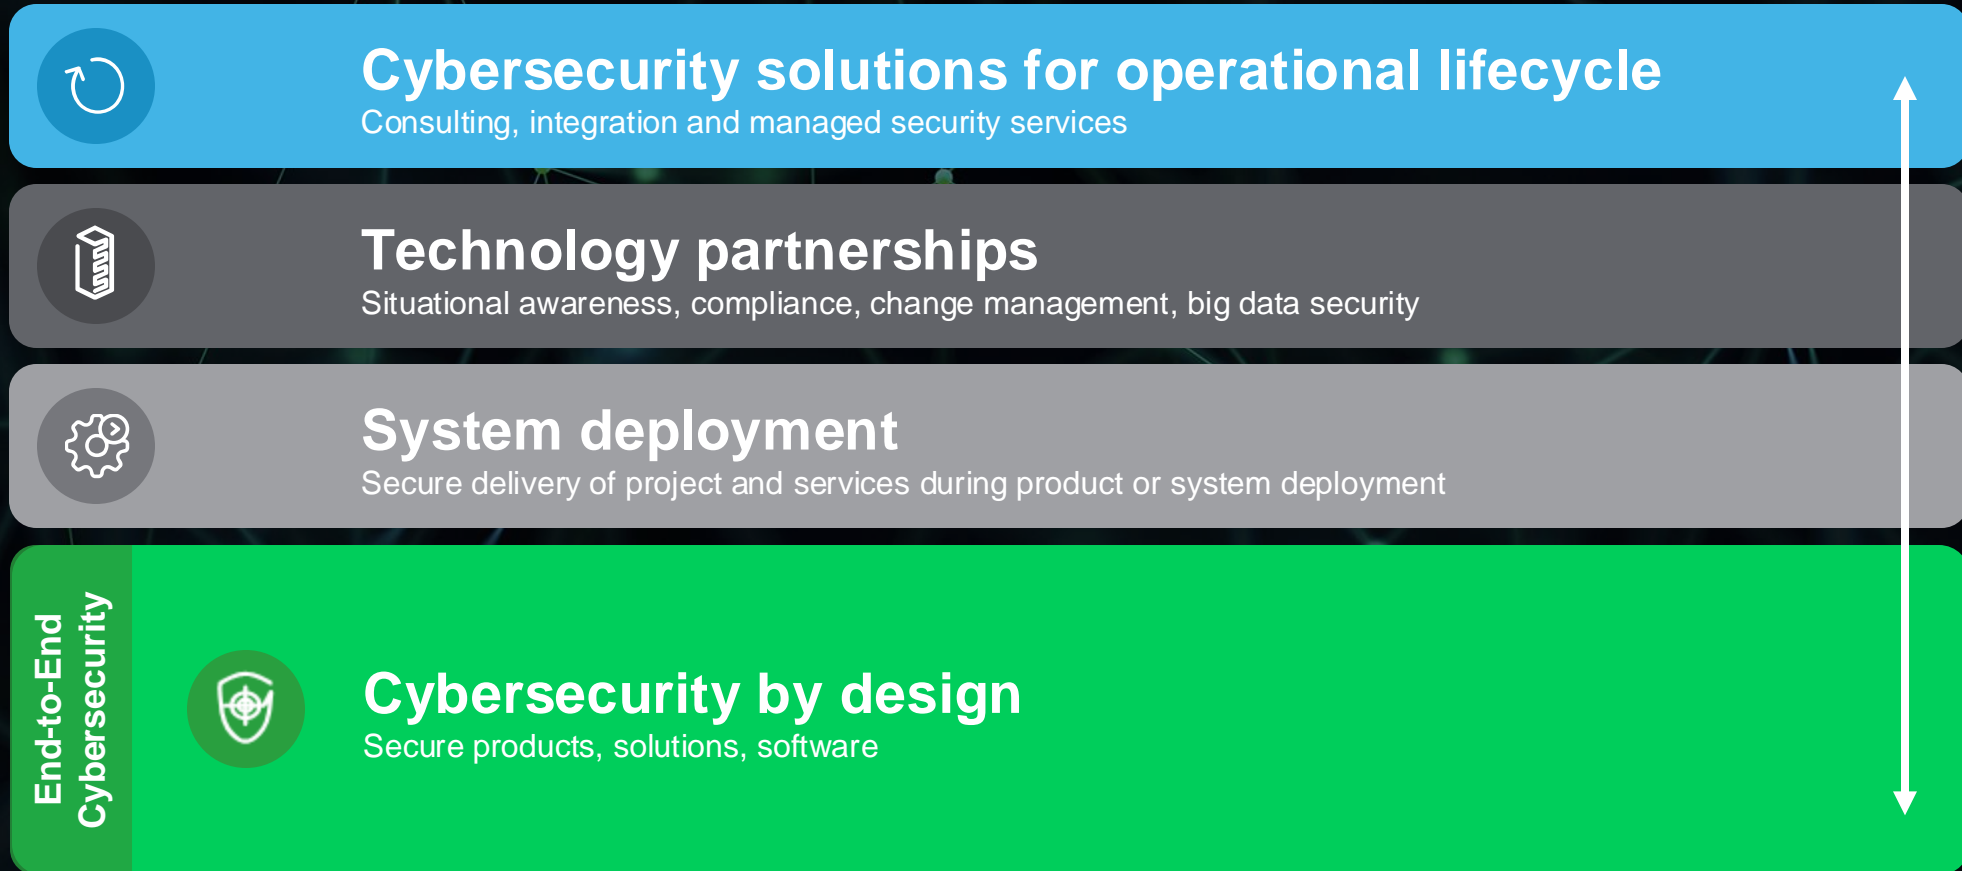 Cybersecurity solutions for operational lifecycle
Consulting, integration and managed security services
Technology partnerships
Situational awareness, compliance, change management, big data security
System deployment
Secure delivery of project and services during product or system deployment
End-to-End
Cybersecurity
Cybersecurity by design
Secure products, solutions, software